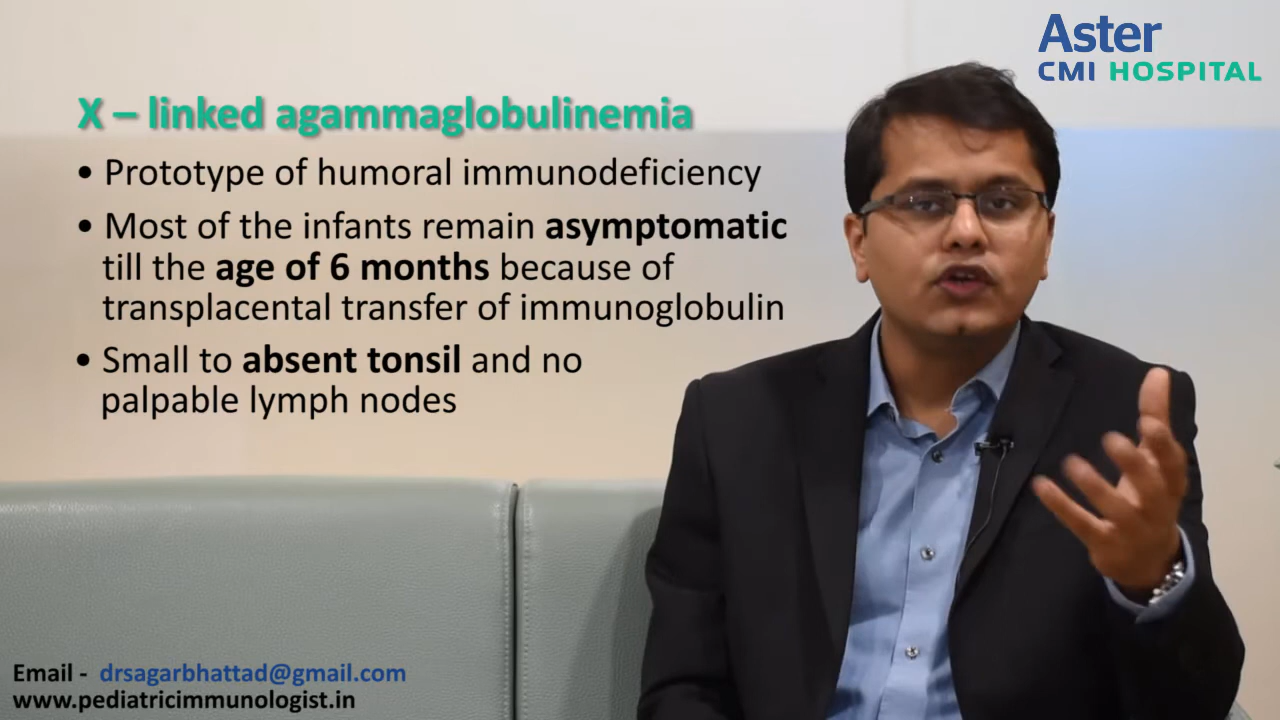 Aster
CMI HOSPITAL
X – linked agammaglobulinemia
• Prototype of humoral immunodeficiency
• Most of the infants remain asymptomatic
till the age of 6 months because of
transplacental transfer of immunoglobulin
• Small to absent tonsil and no
palpable lymph nodes
Email - drsagarbhattad@gmail.com
www.pediatricimmunologist.in